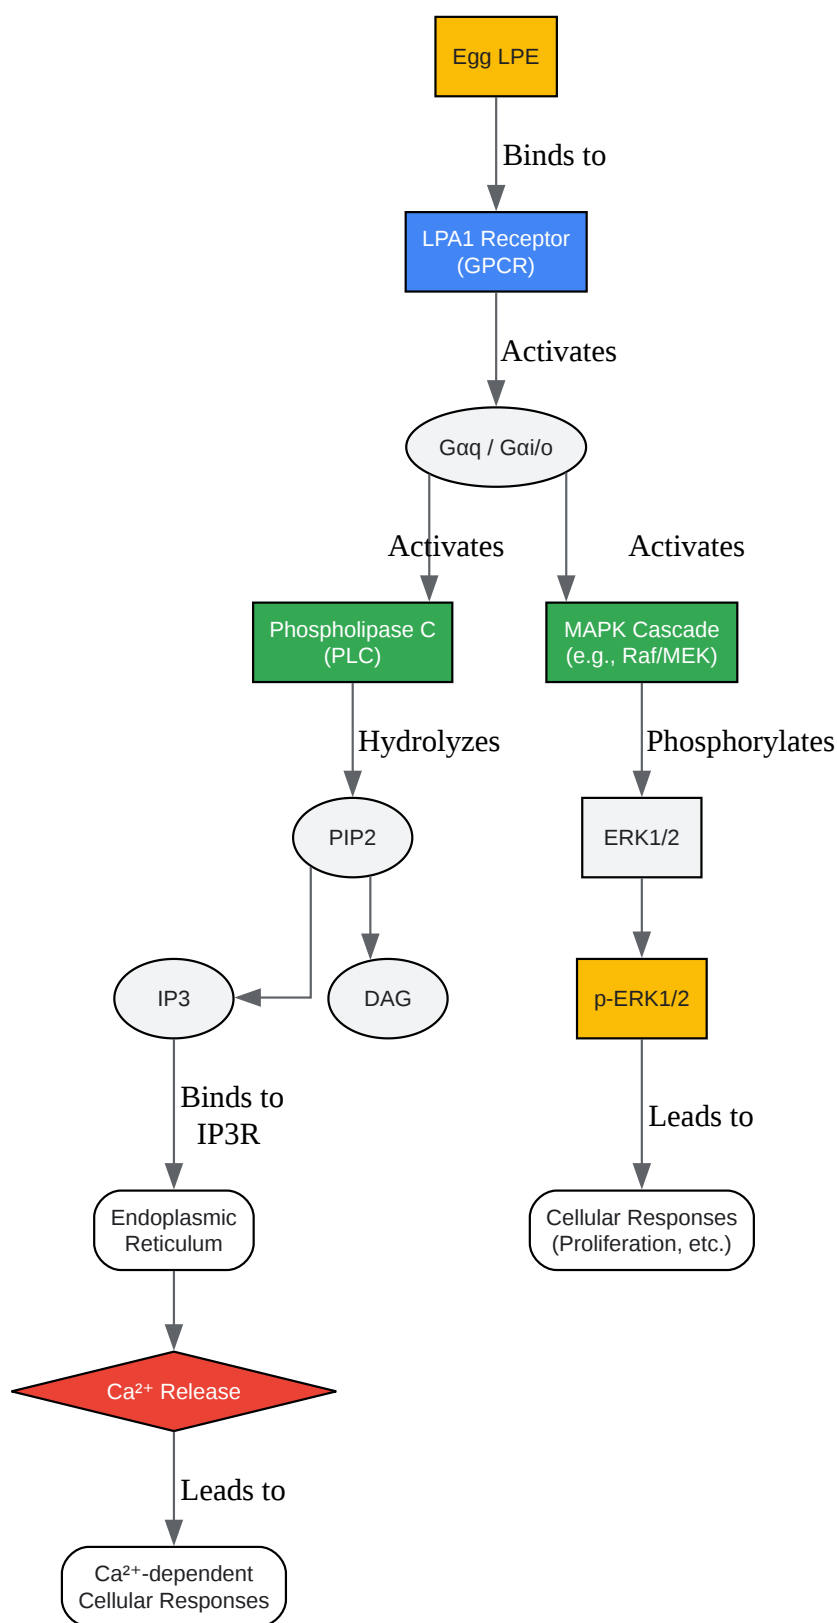 Egg LPE
Binds to
LPA1 Receptor
(GPCR)
Activates
Gαq / Gαi/o
Activates
Activates
Phospholipase C
(PLC)
MAPK Cascade
(e.g., Raf/MEK)
Hydrolyzes
Phosphorylates
PIP2
ERK1/2
IP3
DAG
p-ERK1/2
Binds to
IP3R
Leads to
Endoplasmic
Reticulum
Cellular Responses
(Proliferation, etc.)
Ca²⁺ Release
Leads to
Ca²⁺-dependent
Cellular Responses